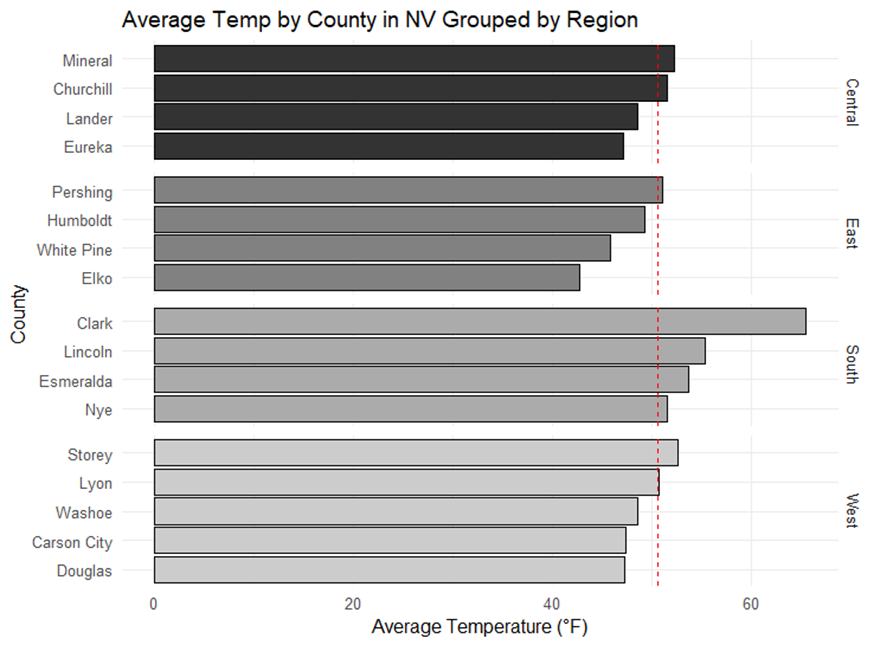 Average Temp by County in NV Grouped by Region
Mineral
Churchill
Lander
Eureka
Central
Pershing
Humboldt
White Pine
Elko
East
Clark
Lincoln
Esmeralda
Nye
South
Storey
Lyon
Washoe
Carson City
Douglas
West
County
0 20 40 60
Average Temperature (°F)